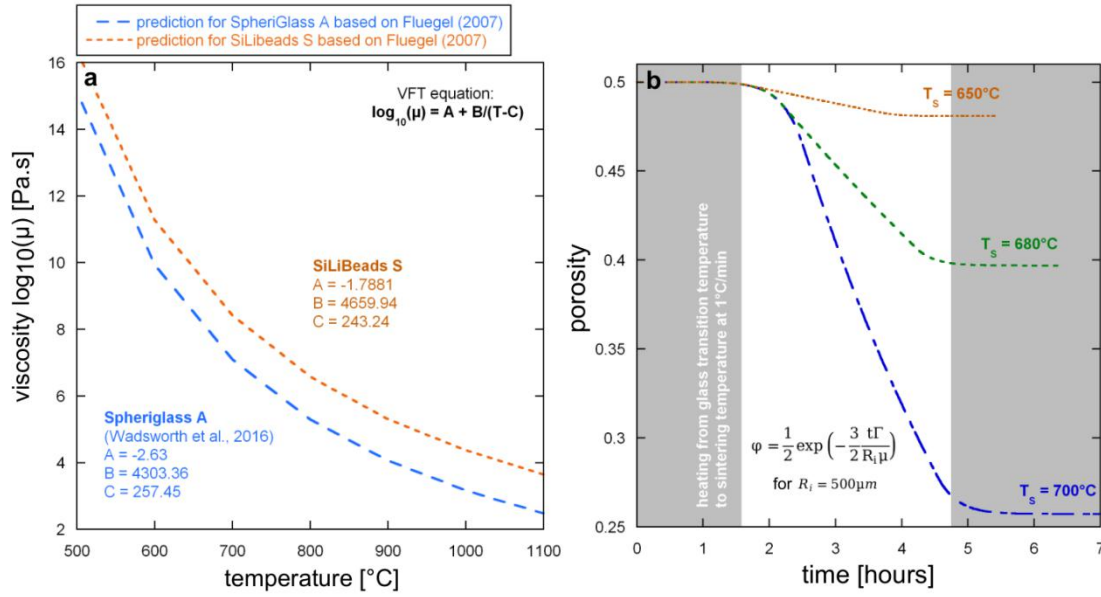 prediction for SpheriGlass A based on Fluegel (2007)
prediction for SiLibeads S based on Fluegel (2007)
a
VFT equation:
log10(μ) = A + B/(T-C)
viscosity log10(μ) [Pa.s]
16
14
12
10
8
6
4
2
SiLiBeads S
A = -1.7881
B = 4659.94
C = 243.24
Spheriglass A
(Wadsworth et al., 2016)
A = -2.63
B = 4303.36
C = 257.45
500 600 700 800 900 1000 1100
temperature [°C]
b
porosity
0.5
0.45
0.4
0.35
0.3
0.25
TS = 650°C
TS = 680°C
TS = 700°C
heating from glass transition temperature
to sintering temperature at 1°C/min
φ = 1/2 exp(-3/2 tΓ/Riμ)
for Ri = 500μm
0 1 2 3 4 5 6 7
time [hours]